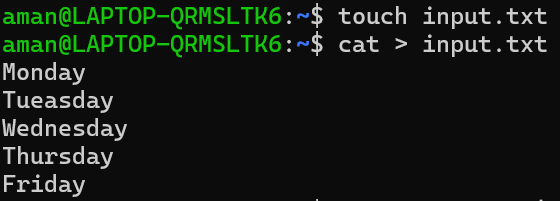 aman@LAPTOP-QRMSLTK6:~$ touch input.txt
aman@LAPTOP-QRMSLTK6:~$ cat > input.txt
Monday
Tueasday
Wednesday
Thursday
Friday